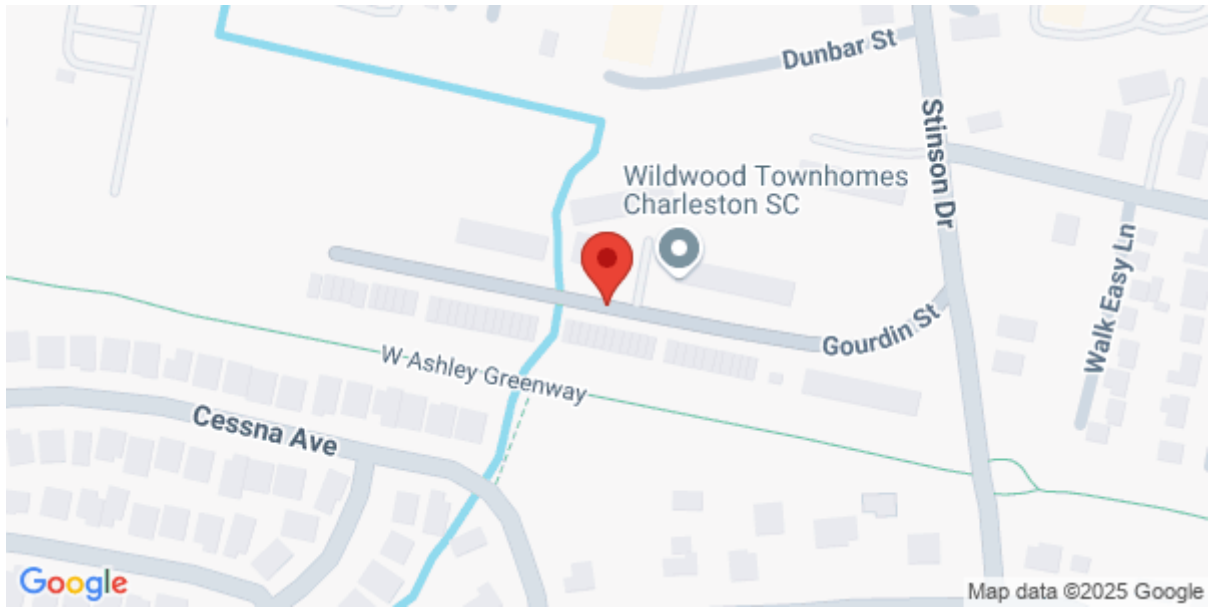 Dunbar St
Stinson Dr
Wildwood Townhomes
Charleston SC
Walk Easy Ln
Gourdin St
W Ashley Greenway
Cessna Ave
Google
Map data ©2025 Google